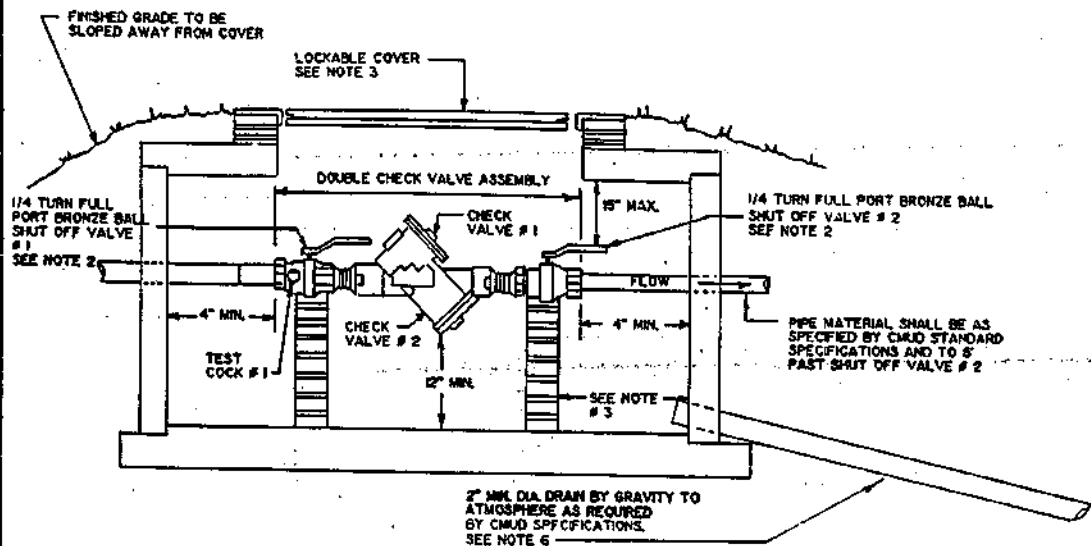 FINISHED GRADE TO BE
SLOPED AWAY FROM COVER
LOCKABLE COVER
SEE NOTE 3
DOUBLE CHECK VALVE ASSEMBLY
1/4 TURN FULL
PORT BRONZE BALL
SHUT OFF VALVE
# 1
SEE NOTE 2
CHECK
VALVE # 1
15" MAX.
1/4 TURN FULL PORT BRONZE BALL
SHUT OFF VALVE # 2
SEE NOTE 2
FLOW
4" MIN.
TEST
COCK # 1
CHECK
VALVE # 2
12" MIN.
4" MIN.
PIPE MATERIAL SHALL BE AS
SPECIFIED BY CMUD STANDARD
SPECIFICATIONS AND TO
PAST SHUT OFF VALVE # 2
SEE NOTE
# 3
2" MIN. DIA. DRAIN BY GRAVITY TO
ATMOSPHERE AS REQUIRED
BY CMUD SPECIFICATIONS.
SEE NOTE 6